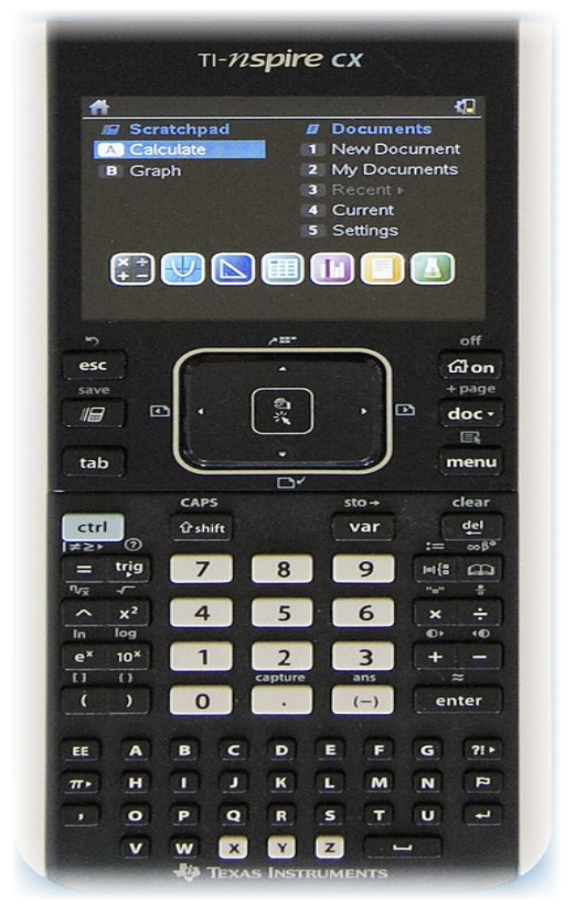 TI-nspire CX
Scratchpad
A Calculate
B Graph
Documents
1 New Document
2 My Documents
3 Recent ▸
4 Current
5 Settings
off
esc
on
save
+ page
doc ▾
tab
menu
CAPS
sto→
clear
ctrl
⇧shift
var
del
|≠≥▸
?
:=
∞β°
=
trig
7
8
9
ⁿ√x
√
"="
^
x²
4
5
6
×
÷
ln
log
eˣ
10ˣ
1
2
3
+
−
[]
{}
capture
ans
≈
(
)
0
.
(−)
enter
EE
A
B
C
D
E
F
G
?!▸
π▸
H
I
J
K
L
M
N
,
O
P
Q
R
S
T
U
↵
V
W
X
Y
Z
TEXAS INSTRUMENTS